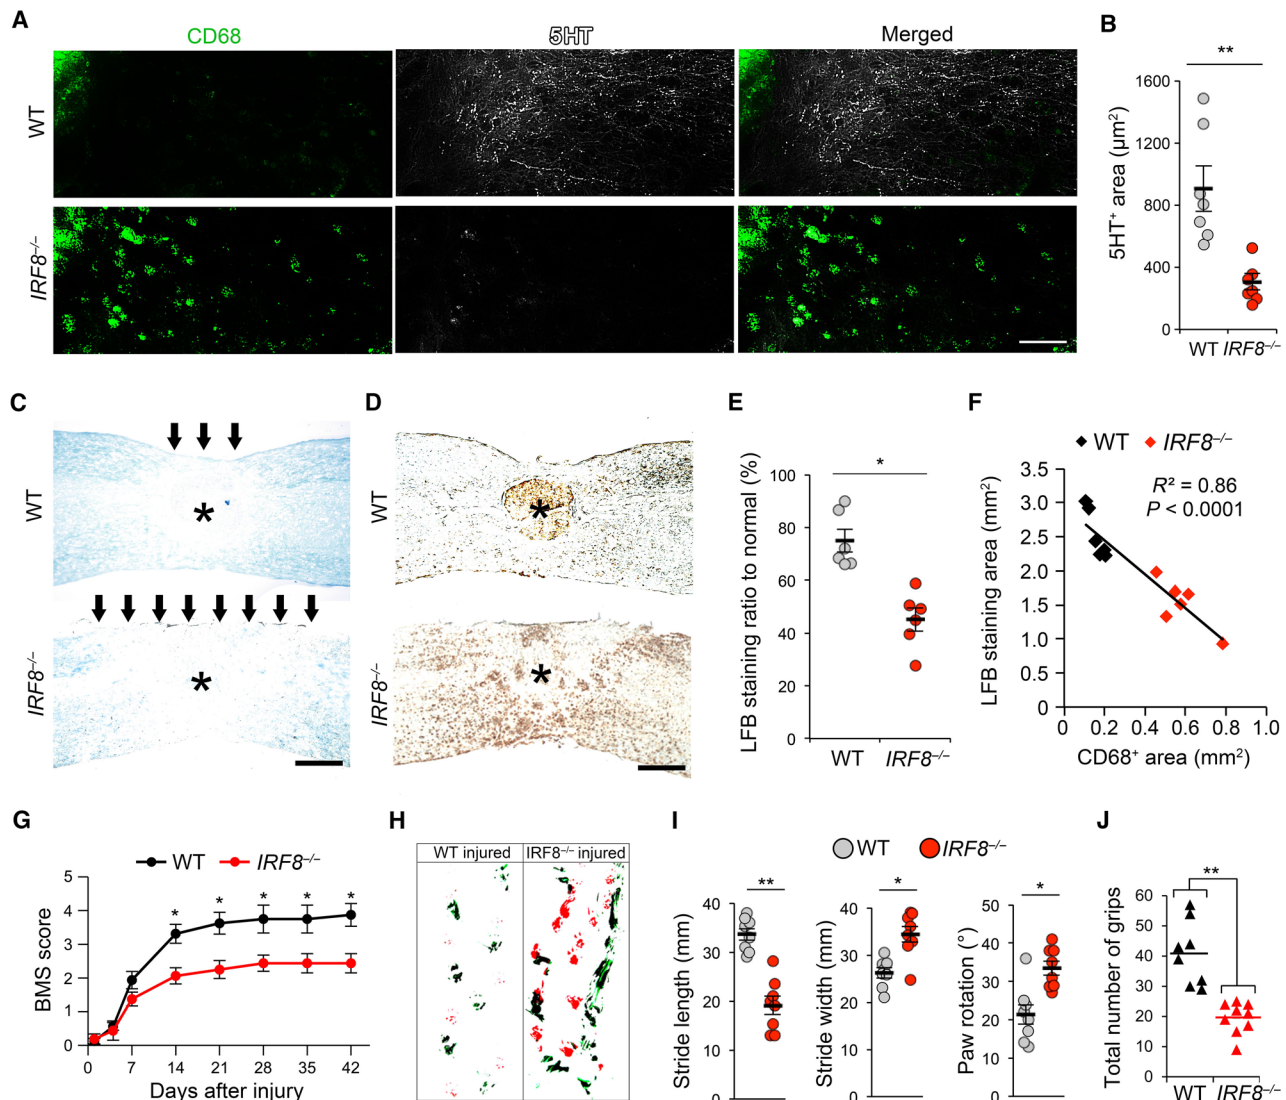 A
CD68
5HT
Merged
WT
IRF8–/–
B
**
1600
1200
800
400
0
5HT+ area (µm2)
WT IRF8–/–
C
WT
*
IRF8–/–
*
D
WT
*
IRF8–/–
*
E
*
100
80
60
40
20
0
LFB staining ratio to normal (%)
WT IRF8–/–
F
WT IRF8–/–
R2 = 0.86
P < 0.0001
3.5
3.0
2.5
2.0
1.5
1.0
0.5
0
LFB staining area (mm2)
0 0.2 0.4 0.6 0.8 1.0
CD68+ area (mm2)
G
WT IRF8–/–
5
4
3
2
1
0
BMS score
* * * * *
0 7 14 21 28 35 42
Days after injury
H
WT injured IRF8–/– injured
I
WT IRF8–/–
**
40
30
20
10
0
Stride length (mm)
*
40
30
20
10
0
Stride width (mm)
*
50
40
30
20
10
0
Paw rotation (°)
J
**
60
50
40
30
20
10
0
Total number of grips
WT IRF8–/–